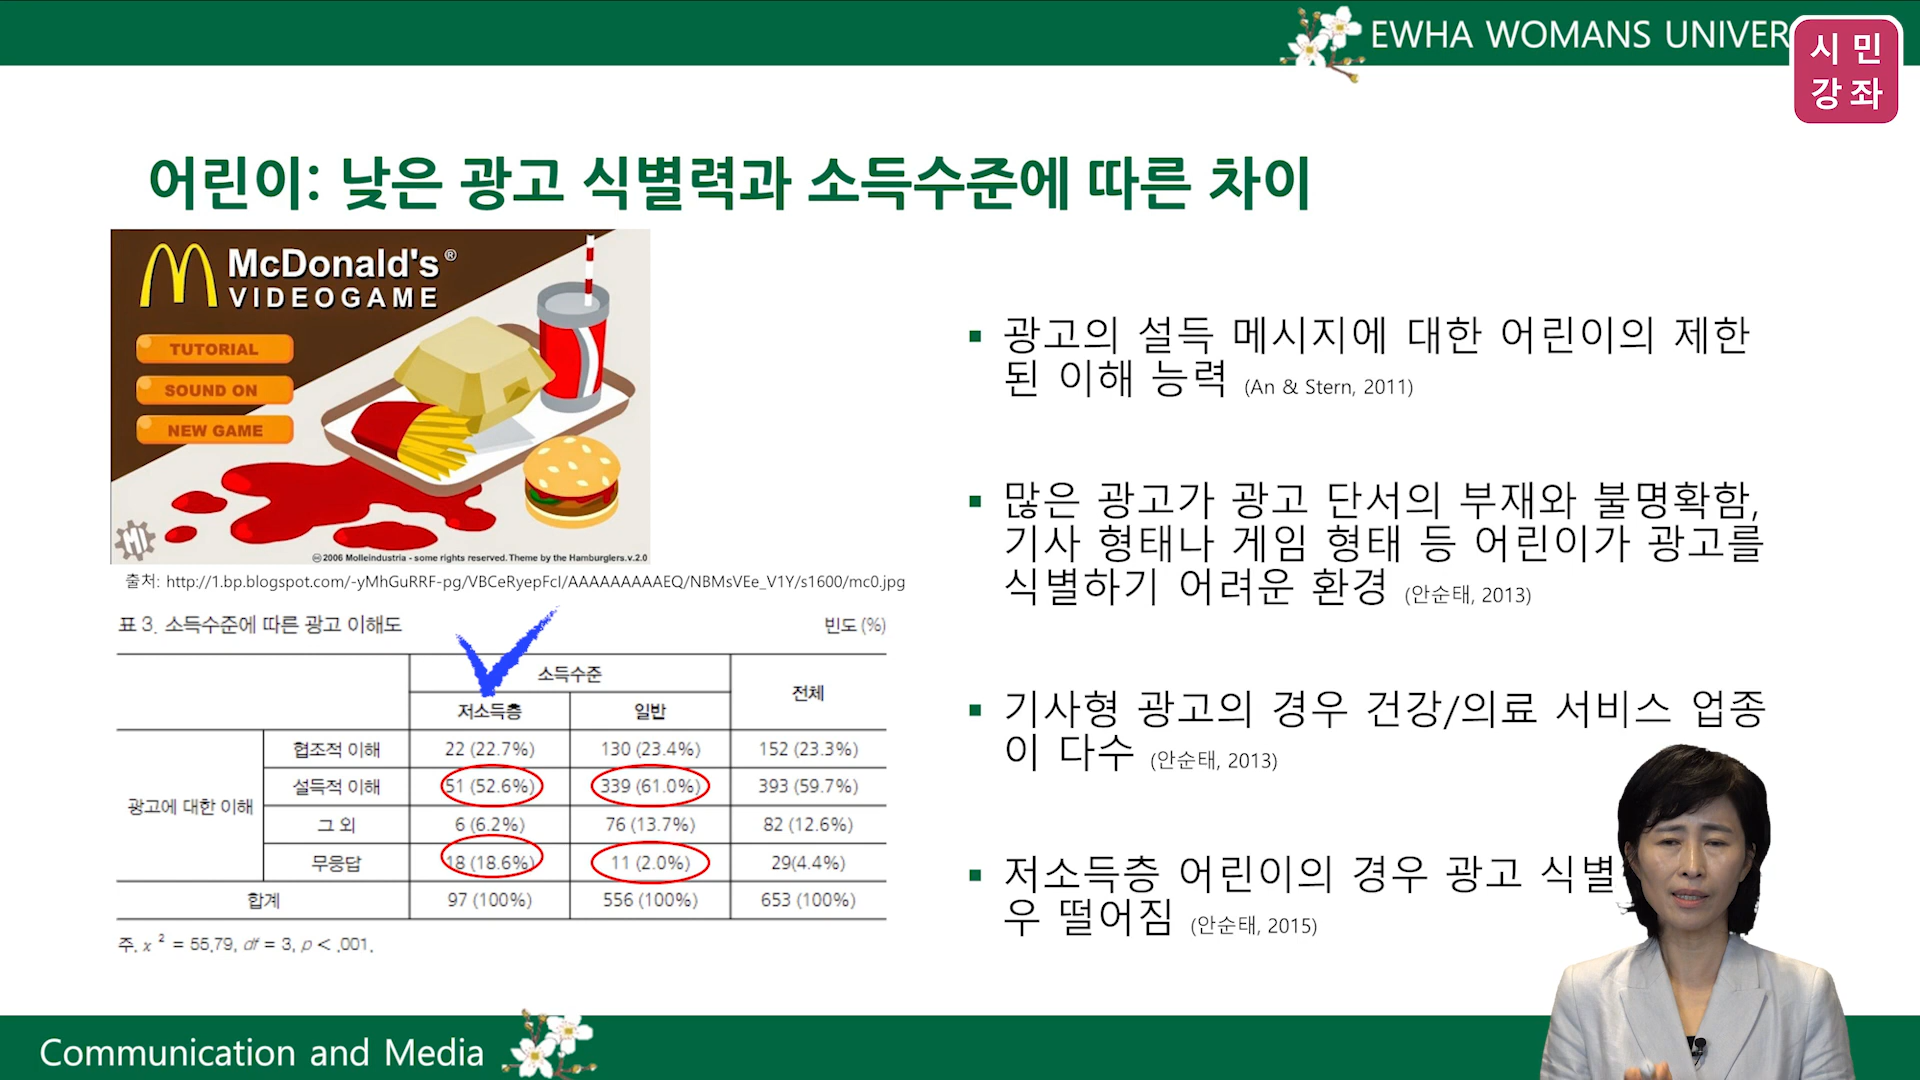 EWHA WOMANS UNIVER
시민
강좌
어린이: 낮은 광고 식별력과 소득수준에 따른 차이
McDonald's ®
VIDEOGAME
TUTORIAL
SOUND ON
NEW GAME
2006 Molleindustria - some rights reserved. Theme by the Hamburglers.v.2.0
출처: http://1.bp.blogspot.com/-yMhGuRRF-pg/VBCeRyepFcI/AAAAAAAAAEQ/NBMsVEe_V1Y/s1600/mc0.jpg
표 3. 소득수준에 따른 광고 이해도 빈도 (%)
소득수준 전체
저소득층 일반
광고에 대한 이해
협조적 이해 22 (22.7%) 130 (23.4%) 152 (23.3%)
설득적 이해 51 (52.6%) 339 (61.0%) 393 (59.7%)
그 외 6 (6.2%) 76 (13.7%) 82 (12.6%)
무응답 18 (18.6%) 11 (2.0%) 29(4.4%)
합계 97 (100%) 556 (100%) 653 (100%)
주. x² = 55.79, df = 3, p < .001.
▪ 광고의 설득 메시지에 대한 어린이의 제한
된 이해 능력 (An & Stern, 2011)
▪ 많은 광고가 광고 단서의 부재와 불명확함,
기사 형태나 게임 형태 등 어린이가 광고를
식별하기 어려운 환경 (안순태, 2013)
▪ 기사형 광고의 경우 건강/의료 서비스 업종
이 다수 (안순태, 2013)
▪ 저소득층 어린이의 경우 광고 식별
우 떨어짐 (안순태, 2015)
Communication and Media